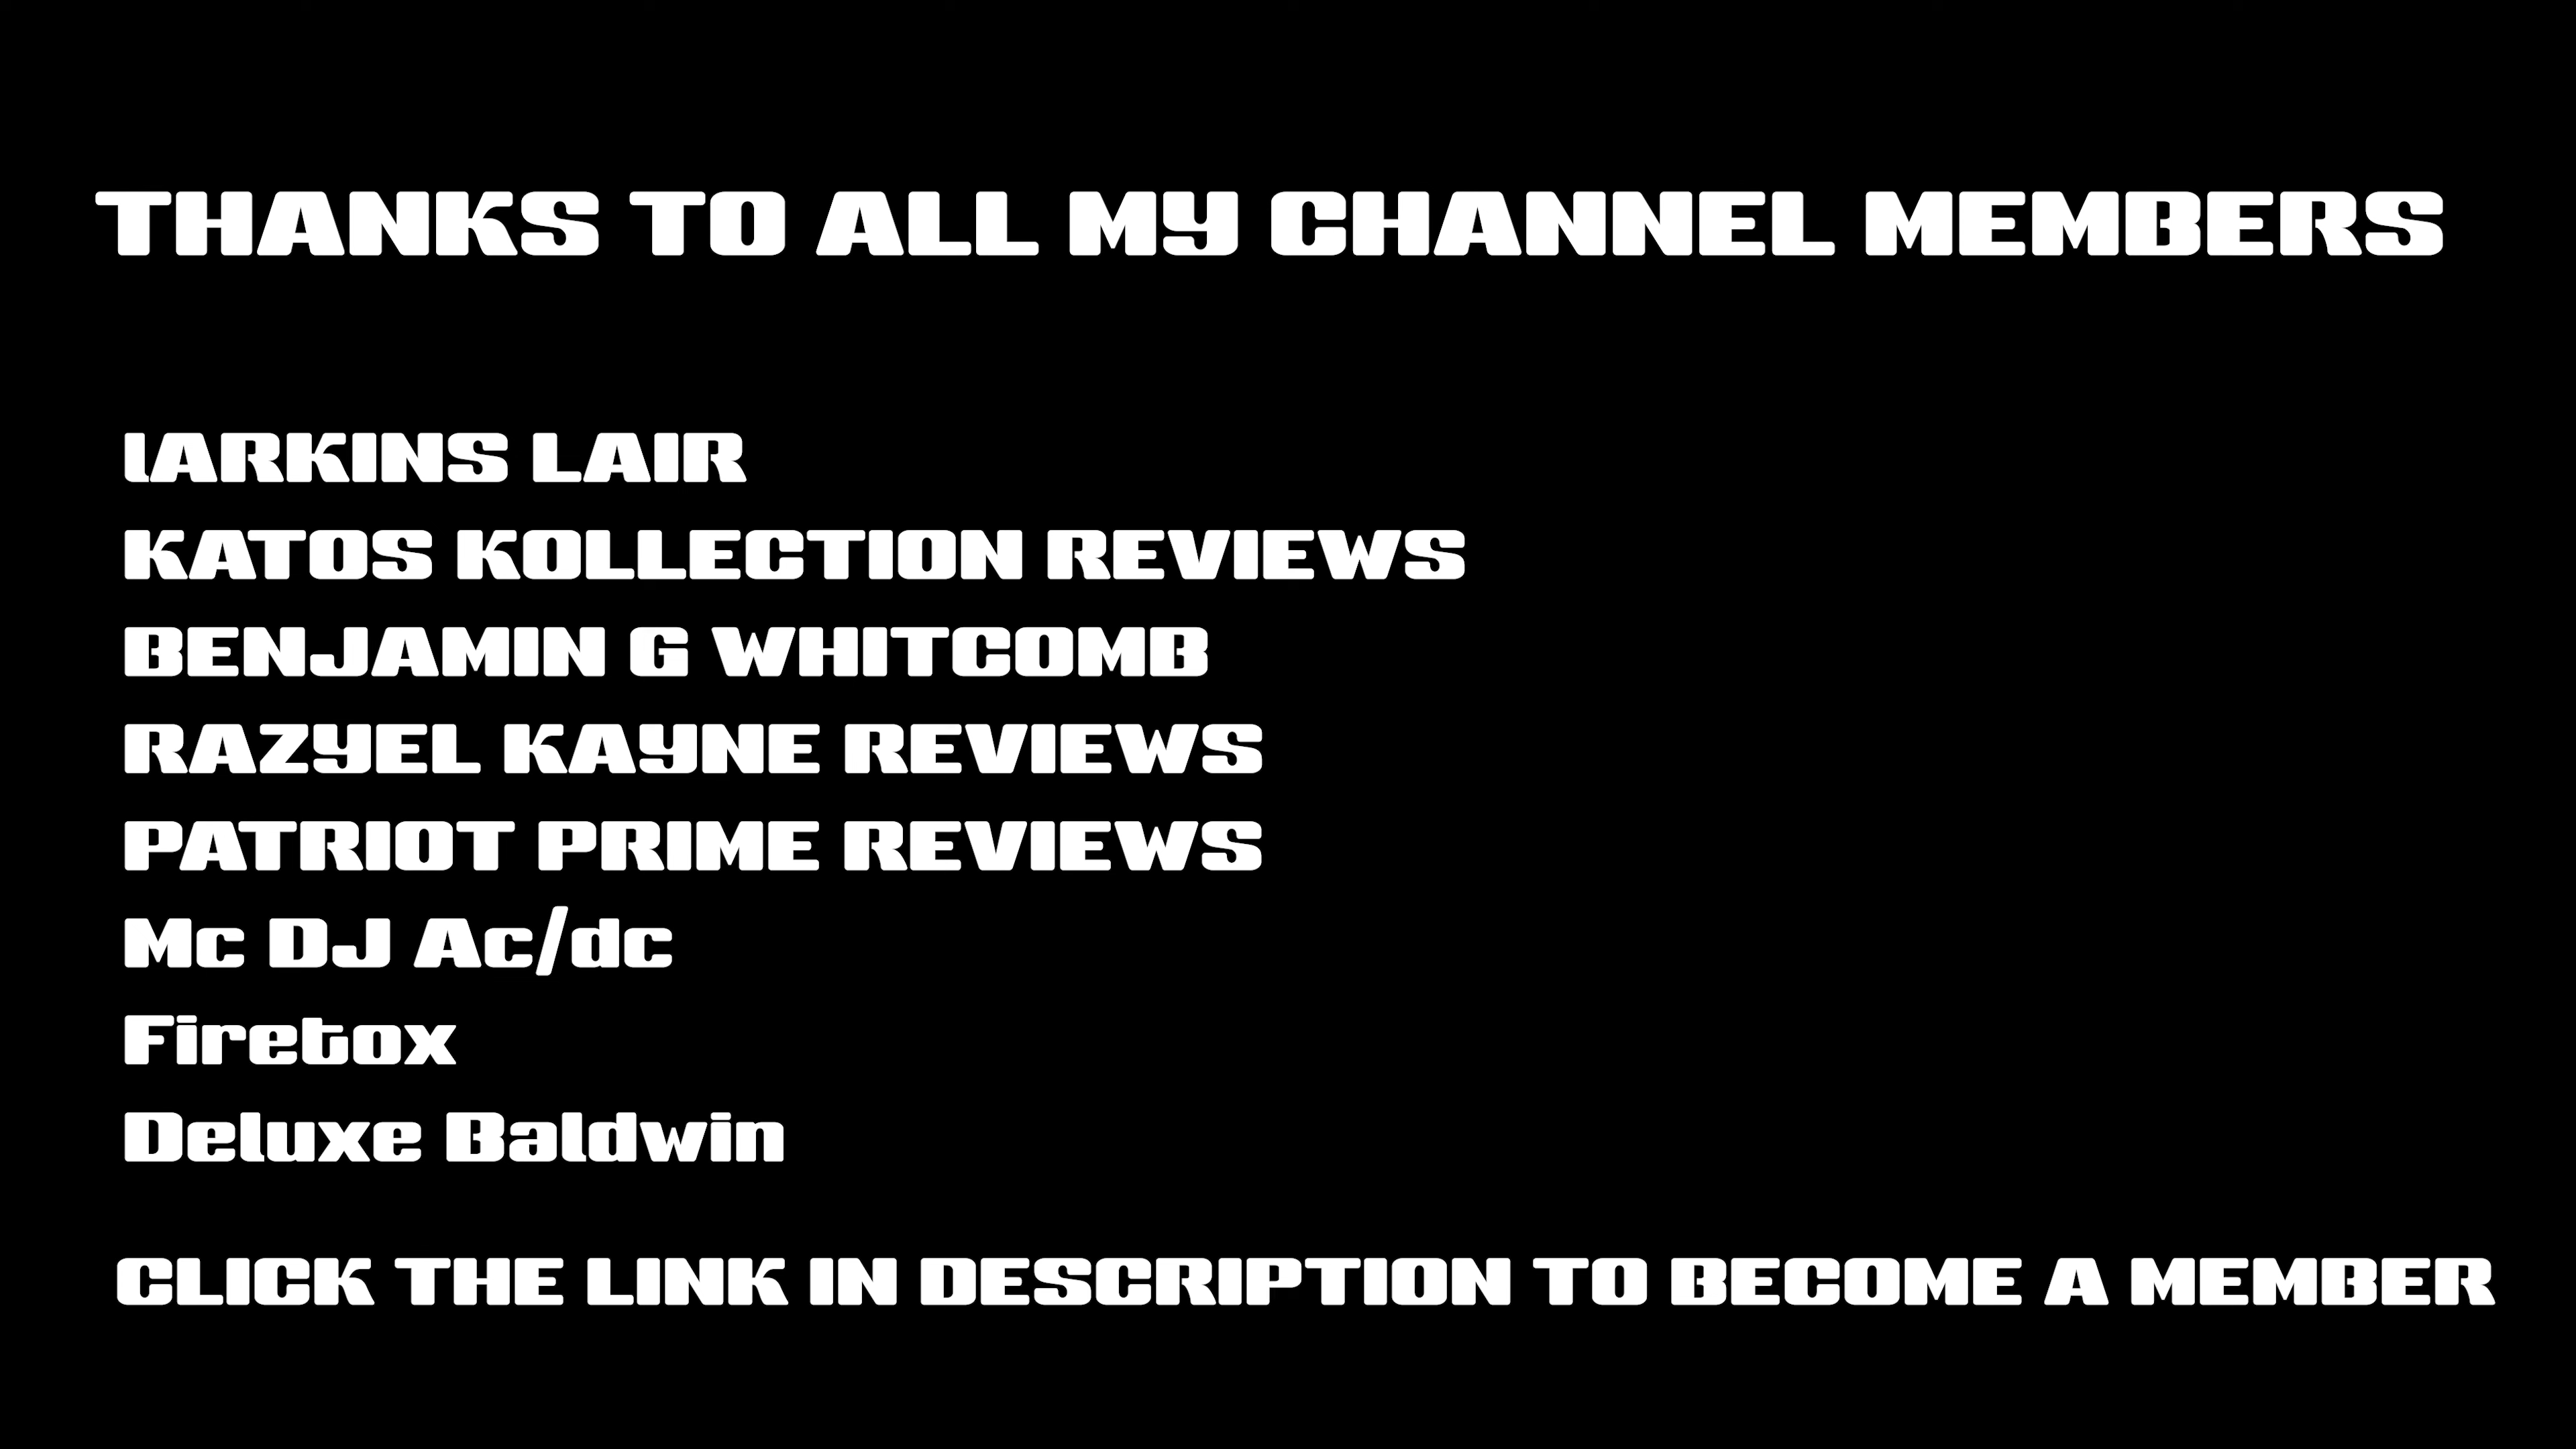 THANKS TO ALL MY CHANNEL MEMBERS
lARKINS LAIR
KATOS KOLLECTION REVIEWS
BENJAMIN G WHITCOMB
RAZYEL KAYNE REVIEWS
PATRIOT PRIME REVIEWS
Mc DJ Ac/dc
Firetox
Deluxe Baldwin
CLICK THE LINK IN DESCRIPTION TO BECOME A MEMBER